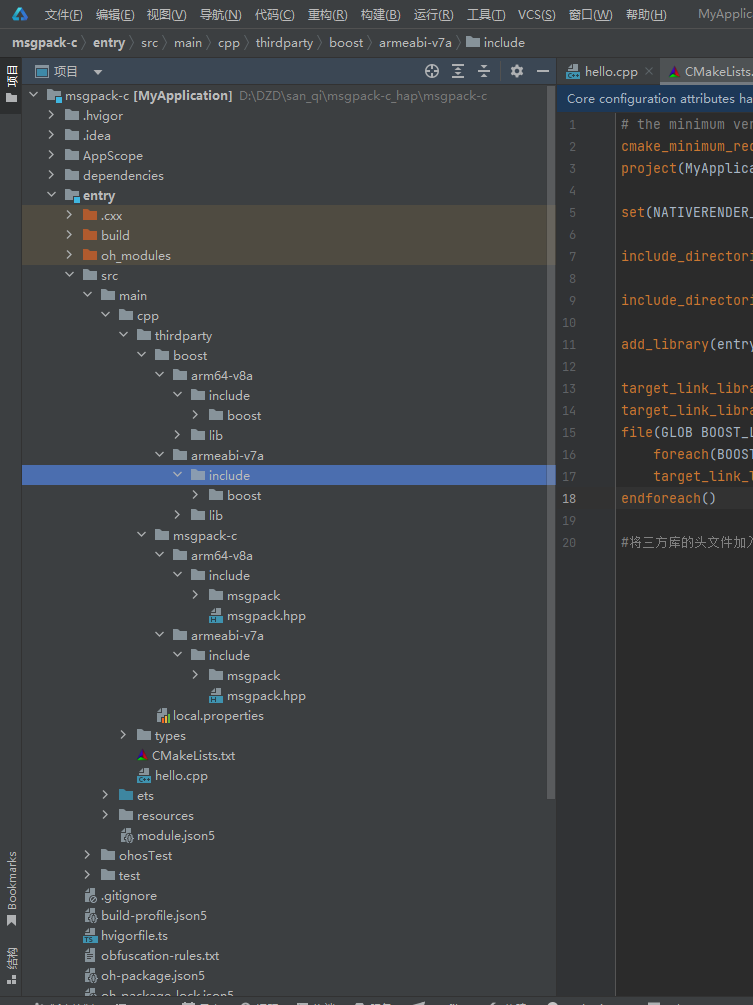 文件(F) 编辑(E) 视图(V) 导航(N) 代码(C) 重构(R) 构建(B) 运行(R) 工具(T) VCS(S) 窗口(W) 帮助(H) MyApplic
msgpack-c entry src main cpp thirdparty boost armeabi-v7a include
项目
项目
hello.cpp CMakeLists.
msgpack-c [MyApplication] D:\DZD\san_qi\msgpack-c_hap\msgpack-c
.hvigor
.idea
AppScope
dependencies
entry
.cxx
build
oh_modules
src
main
cpp
thirdparty
boost
arm64-v8a
include
boost
lib
armeabi-v7a
include
boost
lib
msgpack-c
arm64-v8a
include
msgpack
msgpack.hpp
armeabi-v7a
include
msgpack
msgpack.hpp
local.properties
types
CMakeLists.txt
hello.cpp
ets
resources
module.json5
ohosTest
test
.gitignore
build-profile.json5
hvigorfile.ts
obfuscation-rules.txt
oh-package.json5
oh-package-lock.json5
Bookmarks
结构
Core configuration attributes ha
1 # the minimum ver
2 cmake_minimum_req
3 project(MyApplica
4
5 set(NATIVERENDER_
6
7 include_directori
8
9 include_directori
10
11 add_library(entry
12
13 target_link_libra
14 target_link_libra
15 file(GLOB BOOST_L
16 foreach(BOOST
17 target_link_l
18 endforeach()
19
20 #将三方库的头文件加入